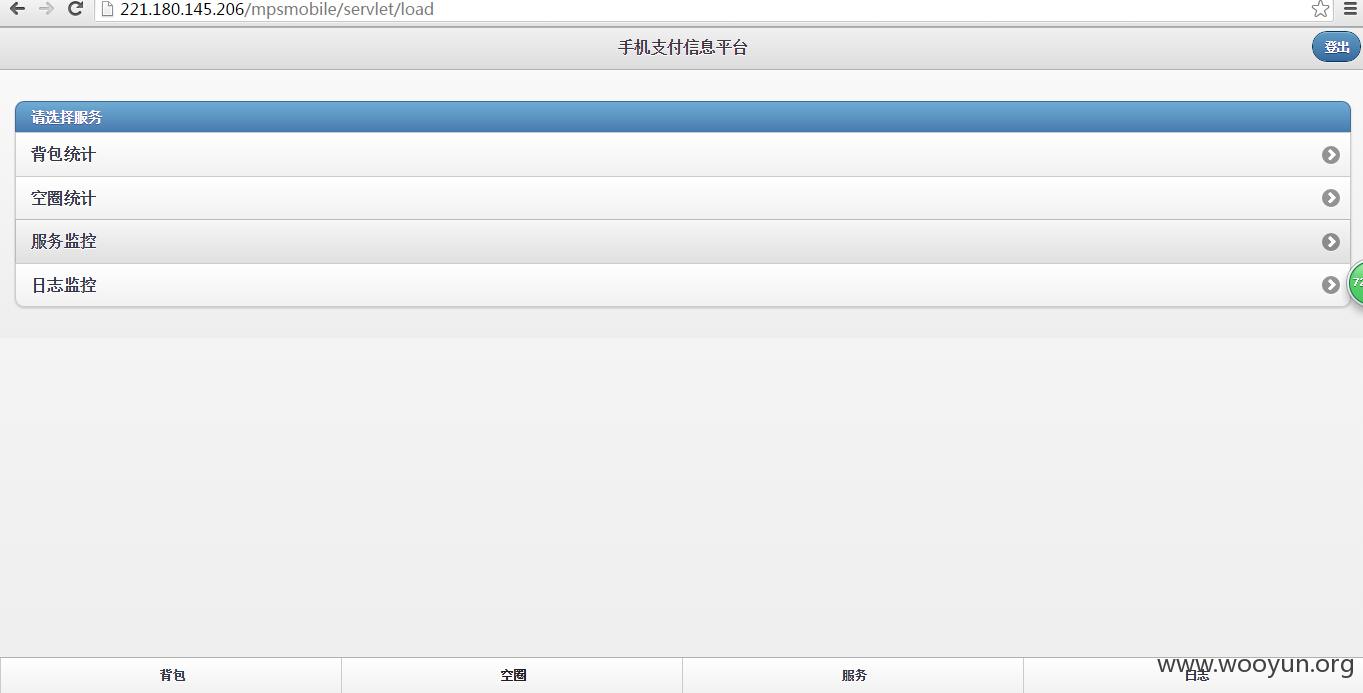 221.180.145.206/mpsmobile/servlet/load
手机支付信息平台
登出
请选择服务
背包统计
空圈统计
服务监控
日志监控
72
背包
空圈
服务
日志
www.wooyun.org